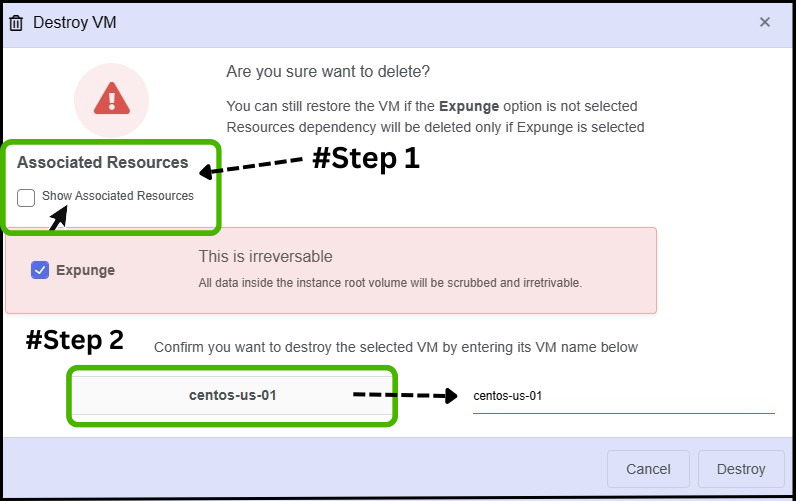 Destroy VM
Are you sure want to delete?
You can still restore the VM if the Expunge option is not selected
Resources dependency will be deleted only if Expunge is selected
Associated Resources
#Step 1
Show Associated Resources
This is irreversable
Expunge
All data inside the instance root volume will be scrubbed and irretrivable.
#Step 2
Confirm you want to destroy the selected VM by entering its VM name below
centos-us-01
centos-us-01
Cancel
Destroy